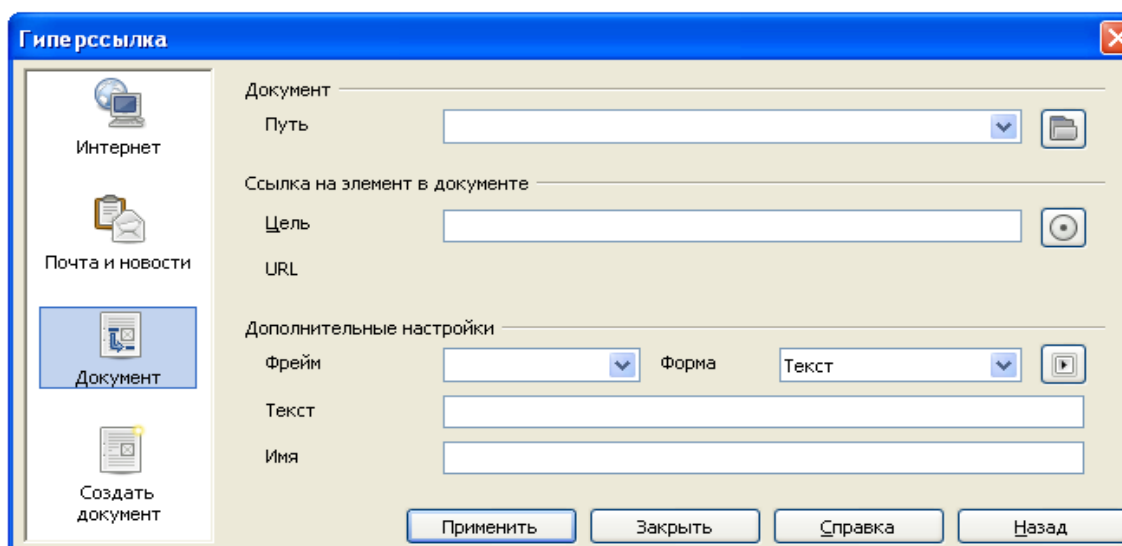 Гиперссылка
Интернет
Почта и новости
Документ
Создать
документ
Документ
Путь
Ссылка на элемент в документе
Цель
URL
Дополнительные настройки
Фрейм Форма Текст
Текст
Имя
Применить Закрыть Справка Назад